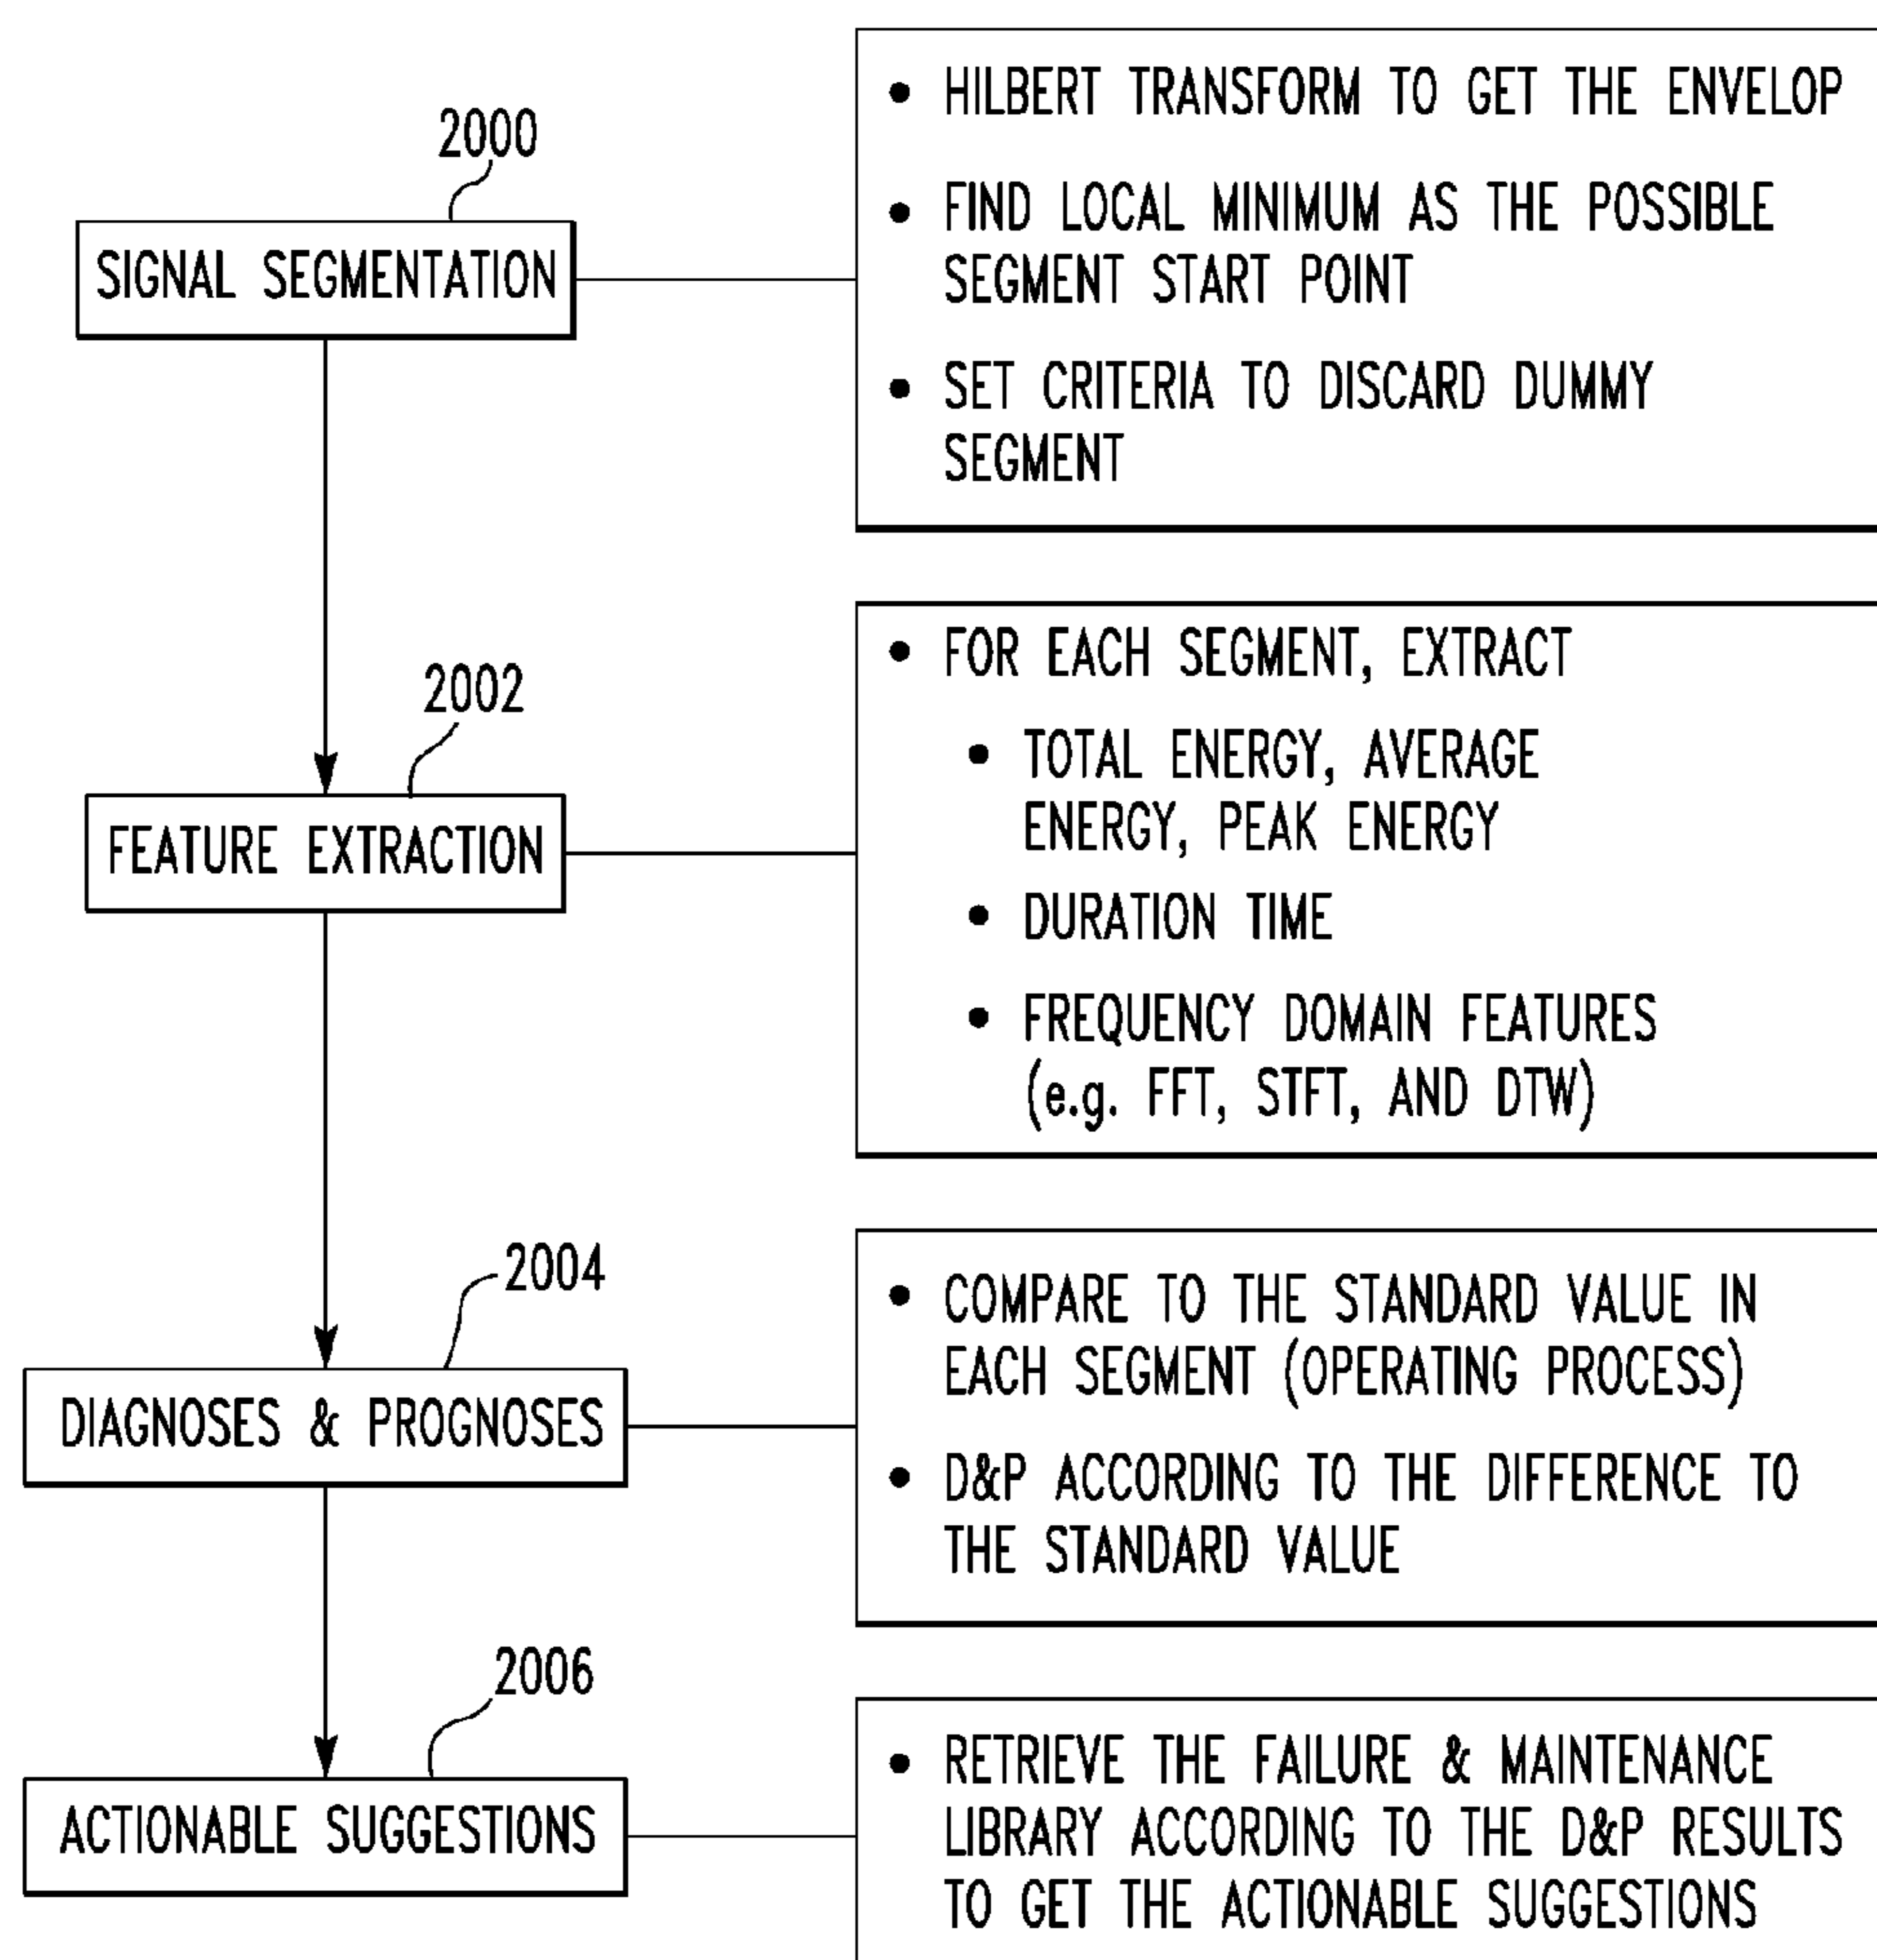 2000
SIGNAL SEGMENTATION
• HILBERT TRANSFORM TO GET THE ENVELOP
• FIND LOCAL MINIMUM AS THE POSSIBLE
SEGMENT START POINT
• SET CRITERIA TO DISCARD DUMMY
SEGMENT
2002
FEATURE EXTRACTION
• FOR EACH SEGMENT, EXTRACT
• TOTAL ENERGY, AVERAGE
ENERGY, PEAK ENERGY
• DURATION TIME
• FREQUENCY DOMAIN FEATURES
(e.g. FFT, STFT, AND DTW)
2004
DIAGNOSES & PROGNOSES
• COMPARE TO THE STANDARD VALUE IN
EACH SEGMENT (OPERATING PROCESS)
• D&P ACCORDING TO THE DIFFERENCE TO
THE STANDARD VALUE
2006
ACTIONABLE SUGGESTIONS
• RETRIEVE THE FAILURE & MAINTENANCE
LIBRARY ACCORDING TO THE D&P RESULTS
TO GET THE ACTIONABLE SUGGESTIONS